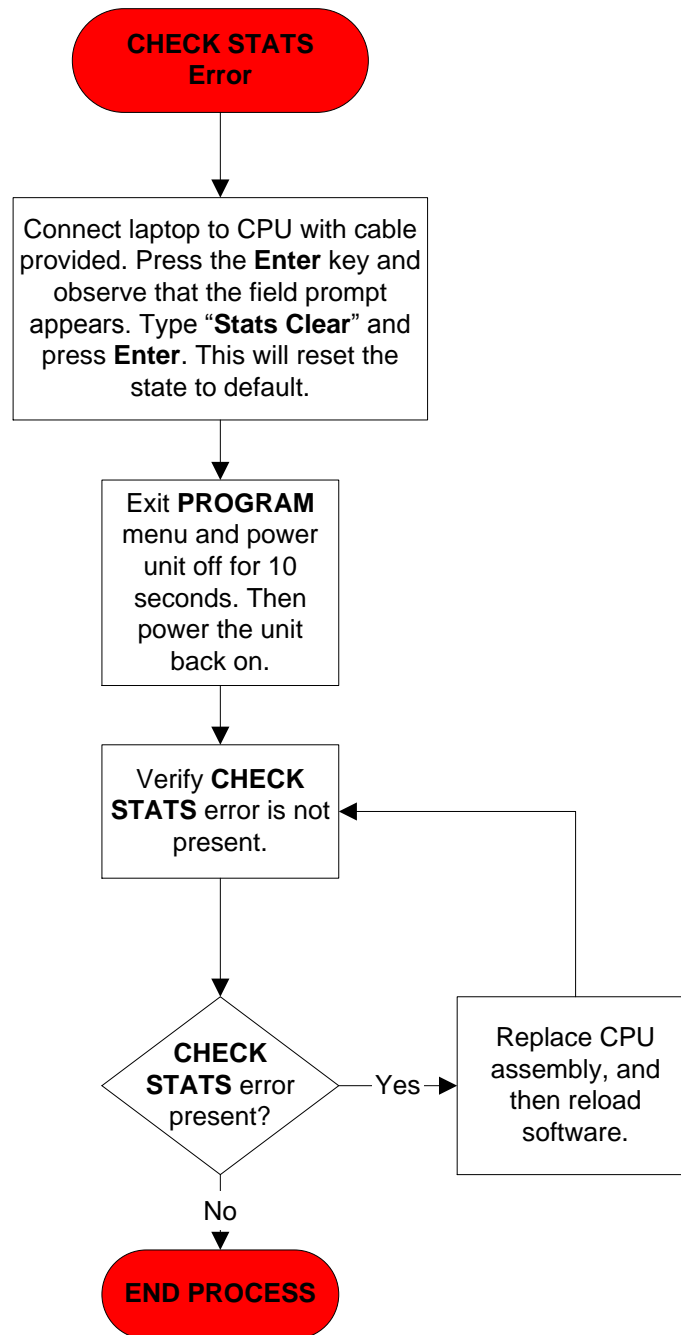 CHECK STATS
Error
Connect laptop to CPU with cable
provided. Press the Enter key and
observe that the field prompt
appears. Type “Stats Clear” and
press Enter. This will reset the
state to default.
Exit PROGRAM
menu and power
unit off for 10
seconds. Then
power the unit
back on.
Verify CHECK
STATS error is not
present.
CHECK
STATS error
present?
Yes
Replace CPU
assembly, and
then reload
software.
No
END PROCESS